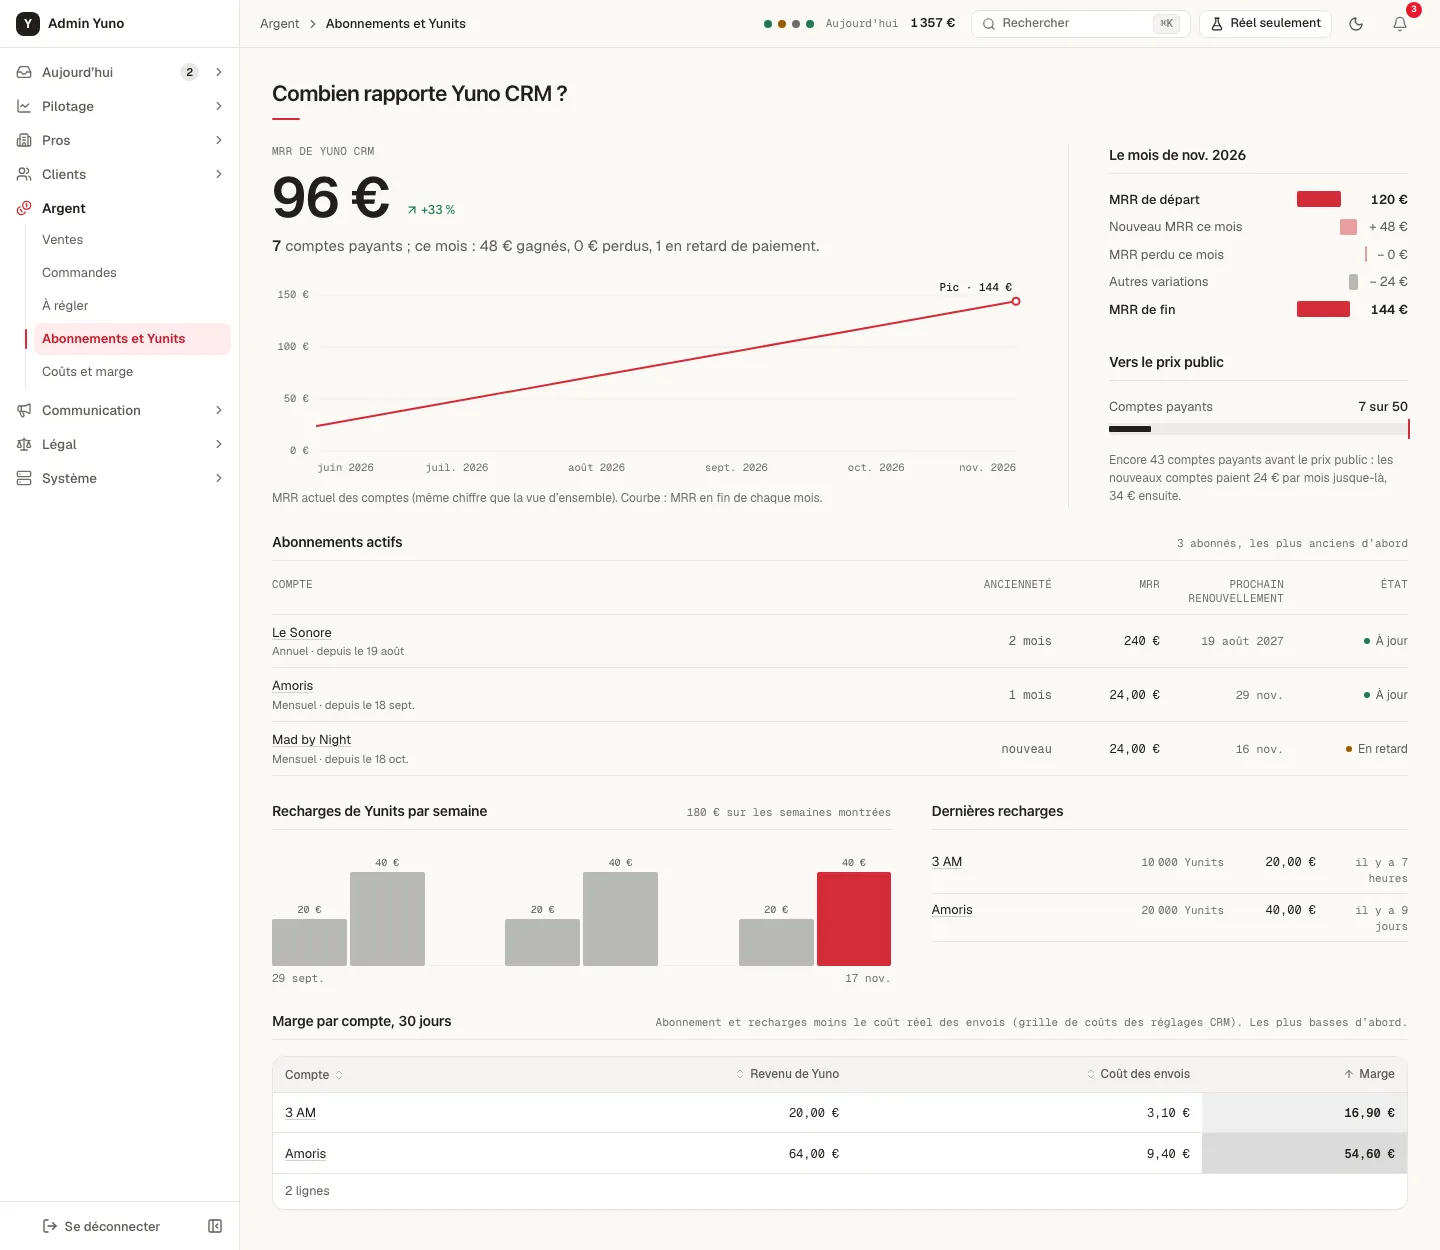 Y Admin Yuno
Argent > Abonnements et Yunits
Aujourd'hui 1 357 €
Rechercher ⌘K
Réel seulement
3
Aujourd'hui 2
Pilotage
Pros
Clients
Argent
Ventes
Commandes
À régler
Abonnements et Yunits
Coûts et marge
Communication
Légal
Système
Se déconnecter
Combien rapporte Yuno CRM ?
MRR DE YUNO CRM
96 € +33 %
7 comptes payants ; ce mois : 48 € gagnés, 0 € perdus, 1 en retard de paiement.
Pic · 144 €
150 €
100 €
50 €
0 €
juin 2026 juil. 2026 août 2026 sept. 2026 oct. 2026 nov. 2026
MRR actuel des comptes (même chiffre que la vue d'ensemble). Courbe : MRR en fin de chaque mois.
Le mois de nov. 2026
MRR de départ 120 €
Nouveau MRR ce mois + 48 €
MRR perdu ce mois − 0 €
Autres variations − 24 €
MRR de fin 144 €
Vers le prix public
Comptes payants 7 sur 50
Encore 43 comptes payants avant le prix public : les
nouveaux comptes paient 24 € par mois jusque-là,
34 € ensuite.
Abonnements actifs 3 abonnés, les plus anciens d'abord
COMPTE ANCIENNETÉ MRR PROCHAIN ÉTAT
RENOUVELLEMENT
Le Sonore
Annuel · depuis le 19 août
2 mois 240 € 19 août 2027 À jour
Amoris
Mensuel · depuis le 18 sept.
1 mois 24,00 € 29 nov. À jour
Mad by Night
Mensuel · depuis le 18 oct.
nouveau 24,00 € 16 nov. En retard
Recharges de Yunits par semaine 180 € sur les semaines montrées
20 € 40 € 20 € 40 € 20 € 40 €
29 sept. 17 nov.
Dernières recharges
3 AM 10 000 Yunits 20,00 € il y a 7
heures
Amoris 20 000 Yunits 40,00 € il y a 9
jours
Marge par compte, 30 jours Abonnement et recharges moins le coût réel des envois (grille de coûts des réglages CRM). Les plus basses d'abord.
Compte Revenu de Yuno Coût des envois Marge
3 AM 20,00 € 3,10 € 16,90 €
Amoris 64,00 € 9,40 € 54,60 €
2 lignes